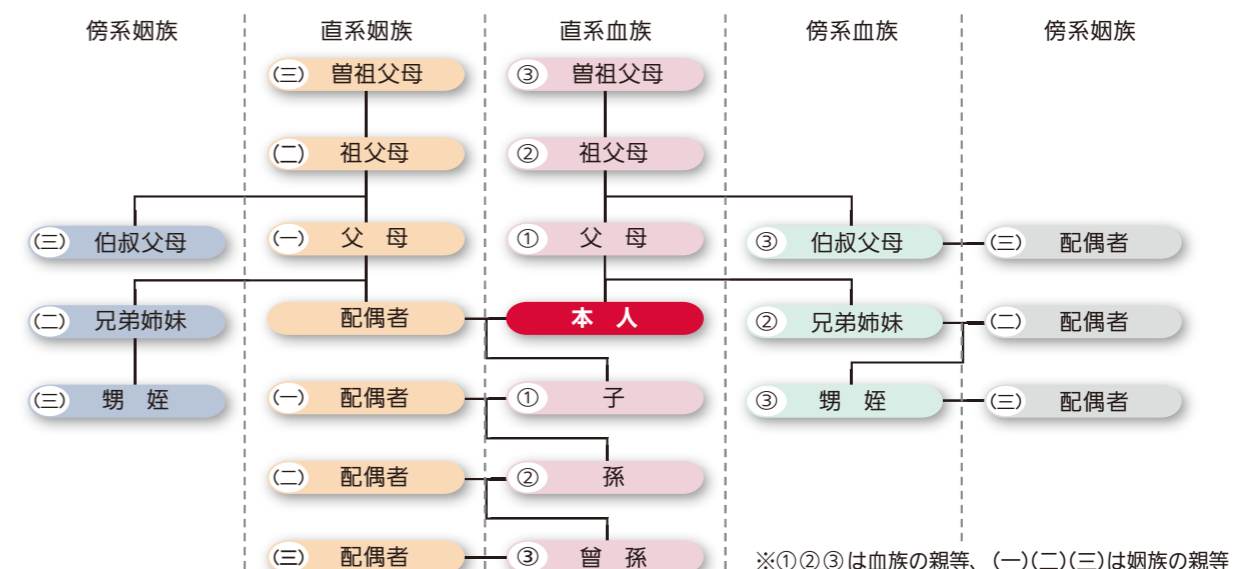 傍系姻族 直系姻族 直系血族 傍系血族 傍系姻族
(三) 曽祖父母 ③ 曽祖父母
(二) 祖父母 ② 祖父母
(三) 伯叔父母 (一) 父 母 ① 父 母 ③ 伯叔父母 (三) 配偶者
(二) 兄弟姉妹 配偶者 本 人 ② 兄弟姉妹 (二) 配偶者
(三) 甥 姪 (一) 配偶者 ① 子 ③ 甥 姪 (三) 配偶者
(二) 配偶者 ② 孫
(三) 配偶者 ③ 曾 孫
※①②③は血族の親等、(一)(二)(三)は姻族の親等